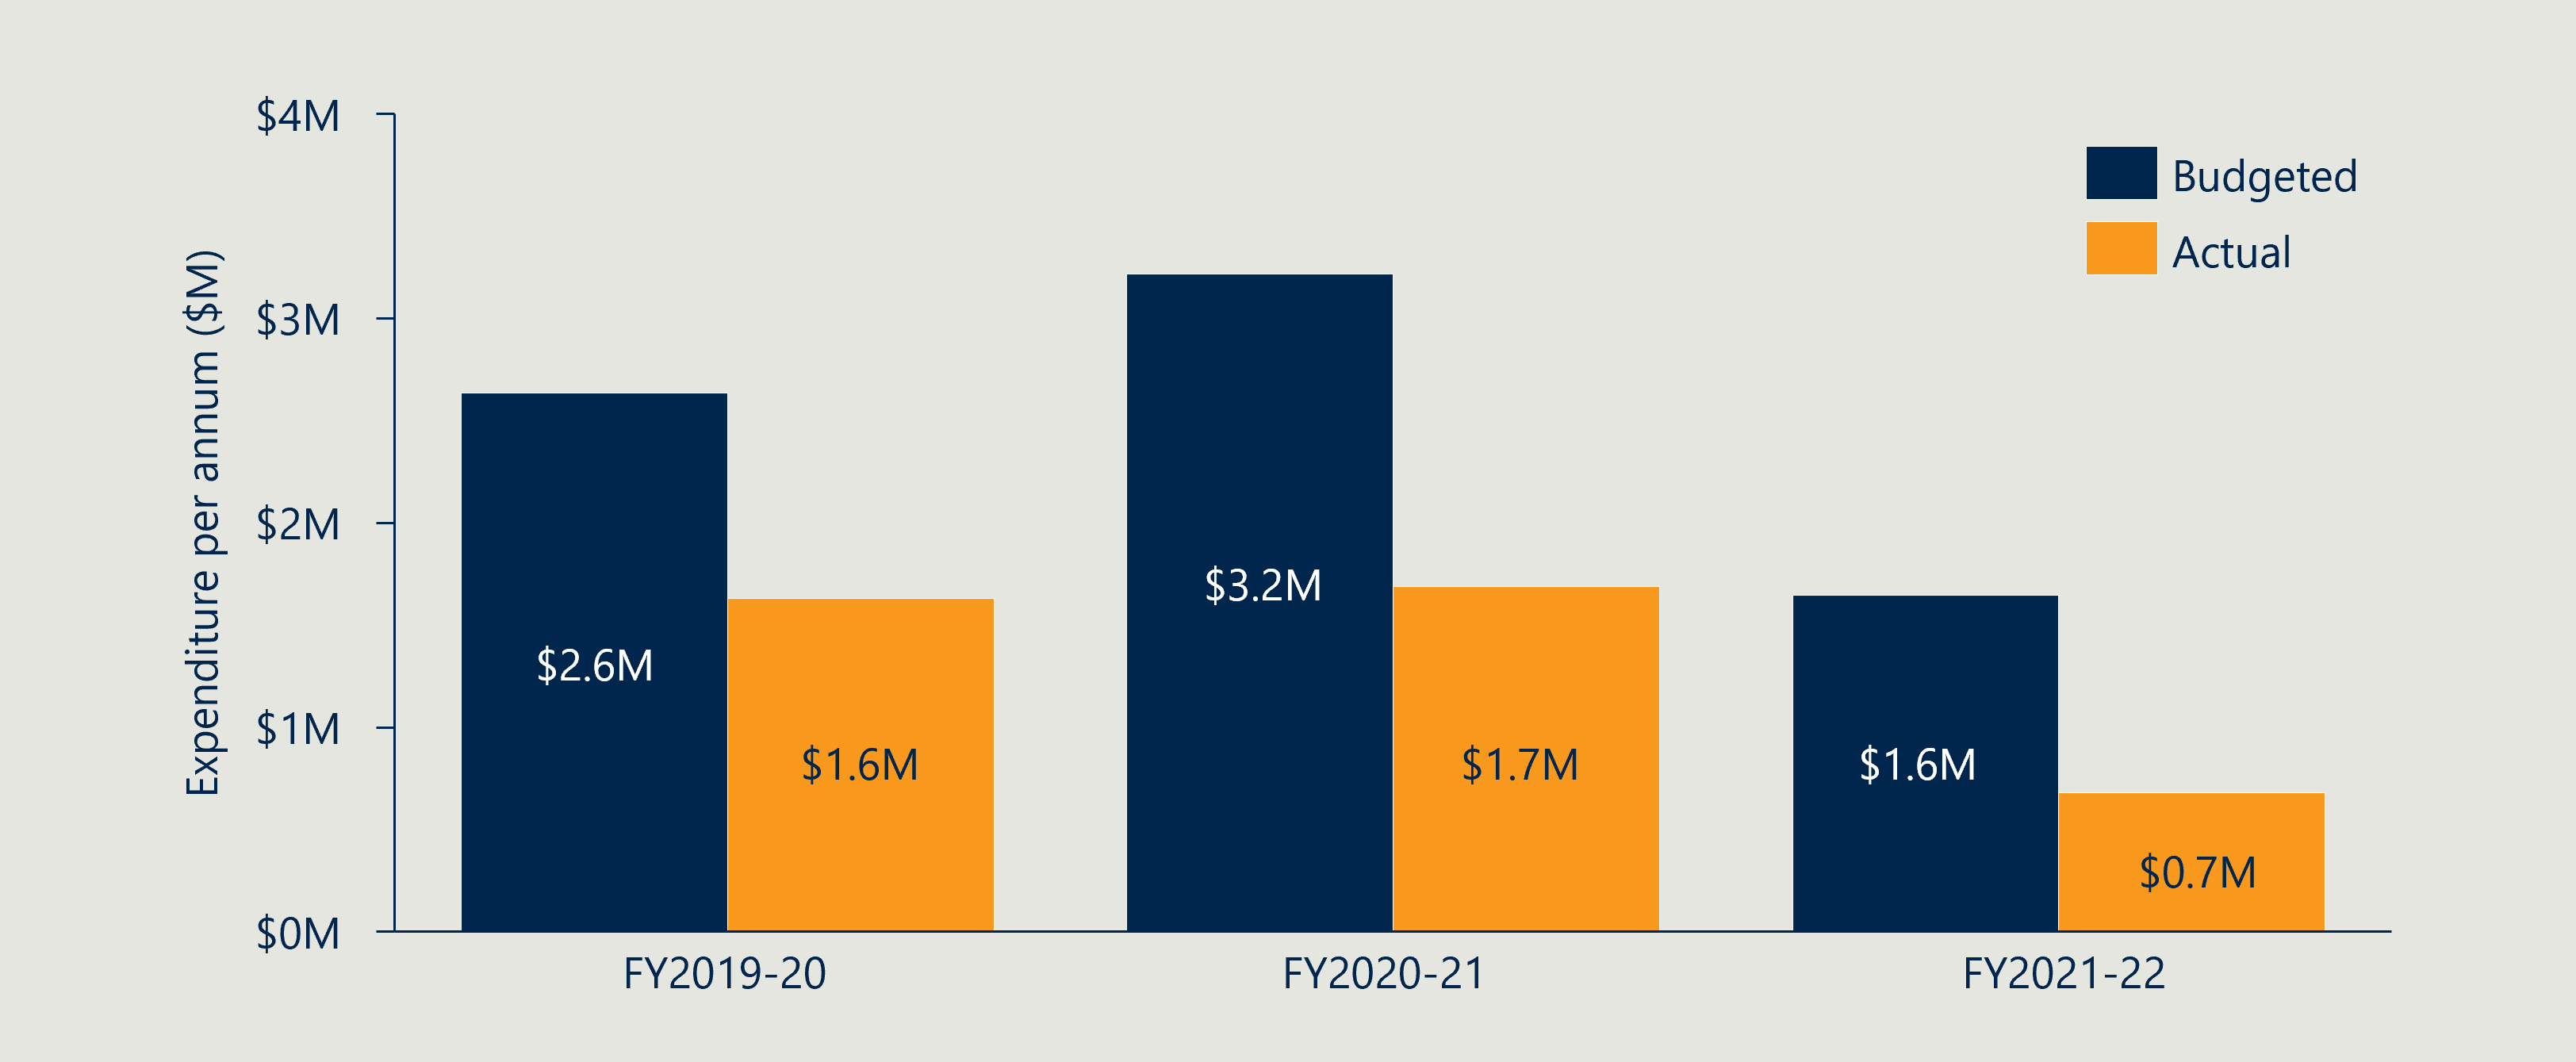 $4M
$3M
$2M
$1M
$0M
Expenditure per annum ($M)
Budgeted
Actual
$2.6M
$1.6M
$3.2M
$1.7M
$1.6M
$0.7M
FY2019-20
FY2020-21
FY2021-22